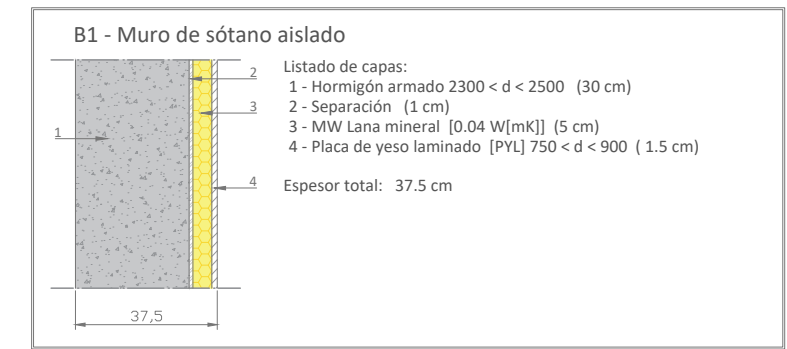 B1 - Muro de sótano aislado
Listado de capas:
1 - Hormigón armado 2300 < d < 2500 (30 cm)
2 - Separación (1 cm)
3 - MW Lana mineral [0.04 W[mK]] (5 cm)
4 - Placa de yeso laminado [PYL] 750 < d < 900 ( 1.5 cm)
Espesor total: 37.5 cm
2
3
1
4
37,5